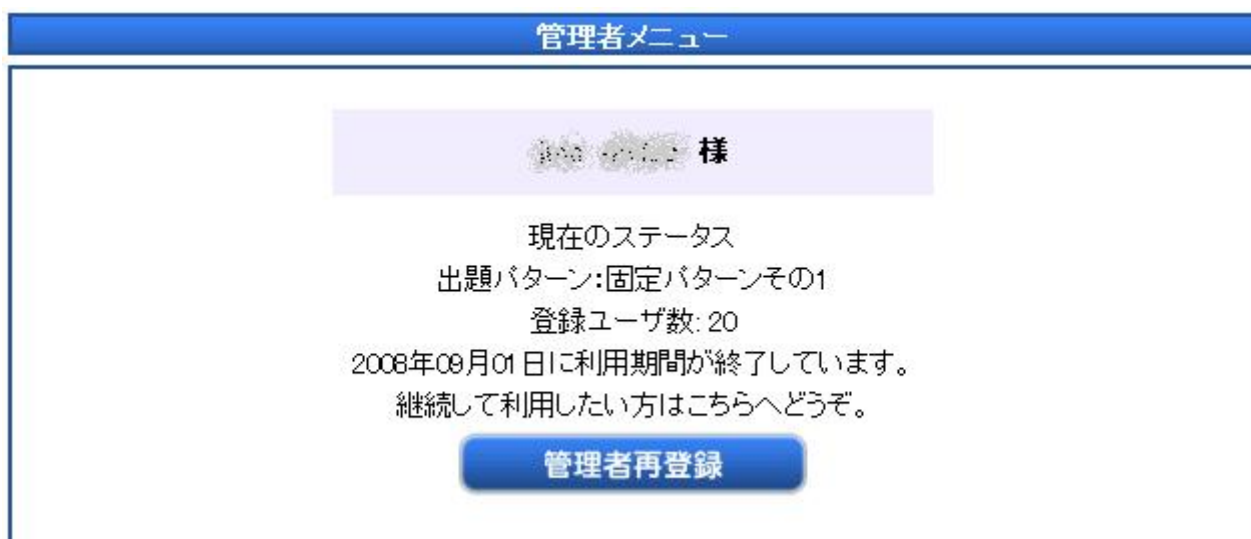 管理者メニュー
様
現在のステータス
出題パターン:固定パターンその1
登録ユーザ数: 20
2008年09月01日に利用期間が終了しています。
継続して利用したい方はこちらへどうぞ。
管理者再登録